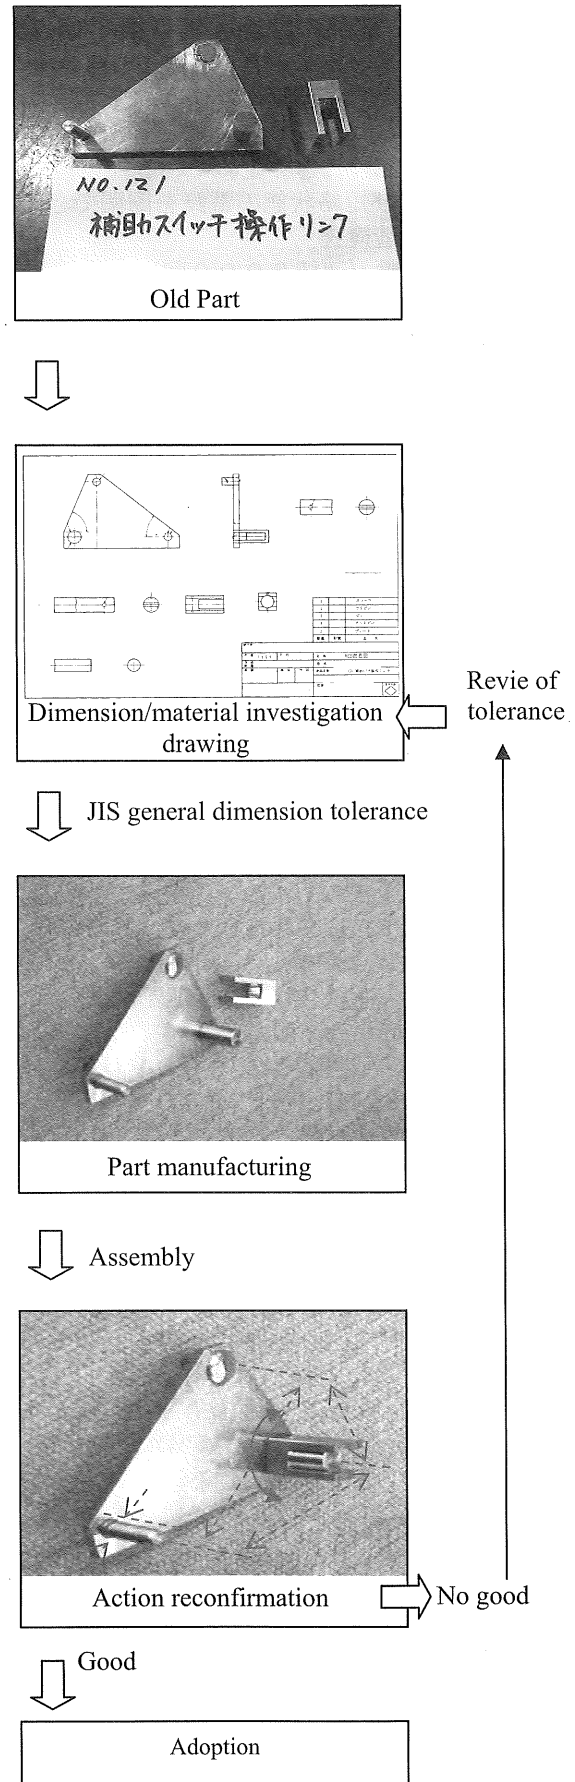 NO.121
補助スイッチ操作リンク
Old Part
Dimension/material investigation
drawing
Revie of
tolerance
JIS general dimension tolerance
Part manufacturing
Assembly
Action reconfirmation
No good
Good
Adoption